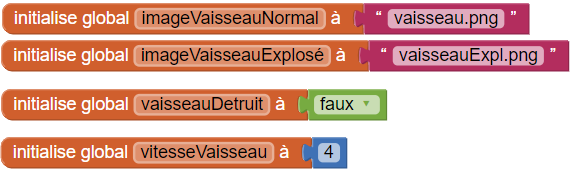 initialise global imageVaisseauNormal à " vaisseau.png "
initialise global imageVaisseauExplosé à " vaisseauExpl.png "
initialise global vaisseauDetruit à faux
initialise global vitesseVaisseau à 4